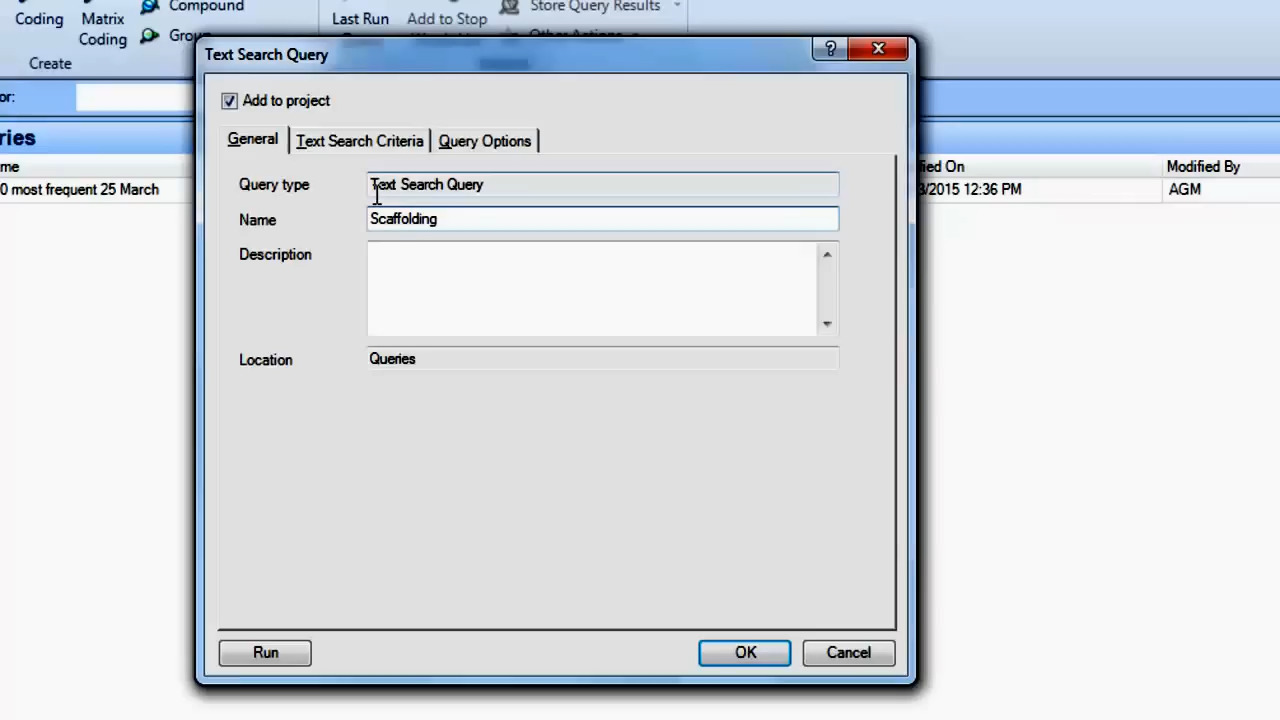 Coding
Matrix
Coding
Compound
Create
Last Run
Add to Stop
Store Query Results
Other Actions
Text Search Query
Add to project
General
Text Search Criteria
Query Options
Query type
Text Search Query
Name
Scaffolding
Description
Location
Queries
Run
OK
Cancel
or:
ries
me
0 most frequent 25 March
fied On
3/2015 12:36 PM
Modified By
AGM